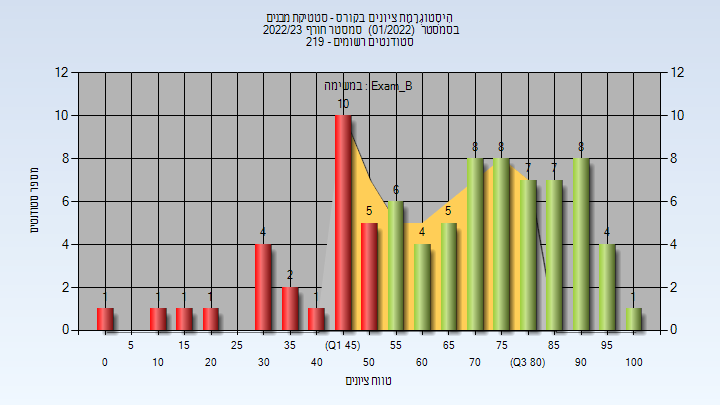 היסטוגרמת ציונים בקורס - סטטיקת מבנים
בסמסטר (01/2022) סמסטר חורף 2022/23
סטודנטים רשומים - 219
במשימה : Exam_B
מספר סטודנטים
12 12
10 10
8 8
6 6
4 4
2 2
0 0
1 1 1 1 4 2 1 10 5 6 4 5 8 8 7 7 8 4 1
5 15 25 35 (Q1 45) 55 65 75 85 95
0 10 20 30 40 50 60 70 (Q3 80) 90 100
טווח ציונים